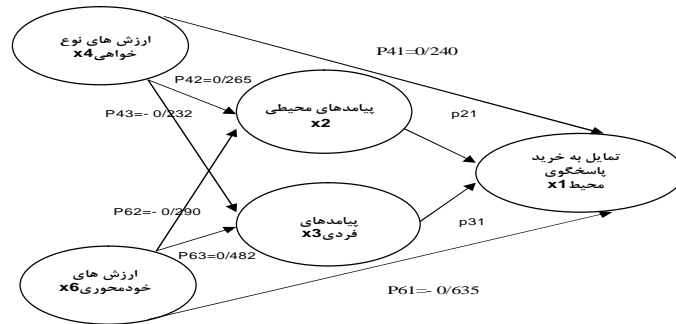 ارزش های نوع
خواهی x4
P41=0/240
P42=0/265
P43=- 0/232
پیامدهای محیطی
x2
p21
تمایل به خرید
پاسخگوی
محیط x1
P62=- 0/290
پیامدهای
فردی x3
p31
P63=0/482
ارزش های
خودمحوری x6
P61=- 0/635